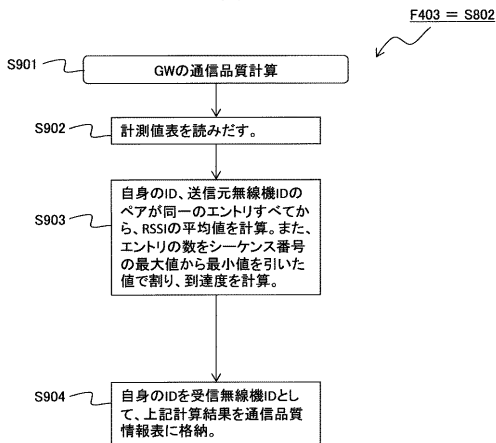 F403 = S802
S901
GWの通信品質計算
S902
計測値表を読みだす。
S903
自身のID、送信元無線機IDの
ペアが同一のエントリすべてか
ら、RSSIの平均値を計算。また、
エントリの数をシーケンス番号
の最大値から最小値を引いた
値で割り、到達度を計算。
S904
自身のIDを受信無線機IDとし
て、上記計算結果を通信品質
情報表に格納。